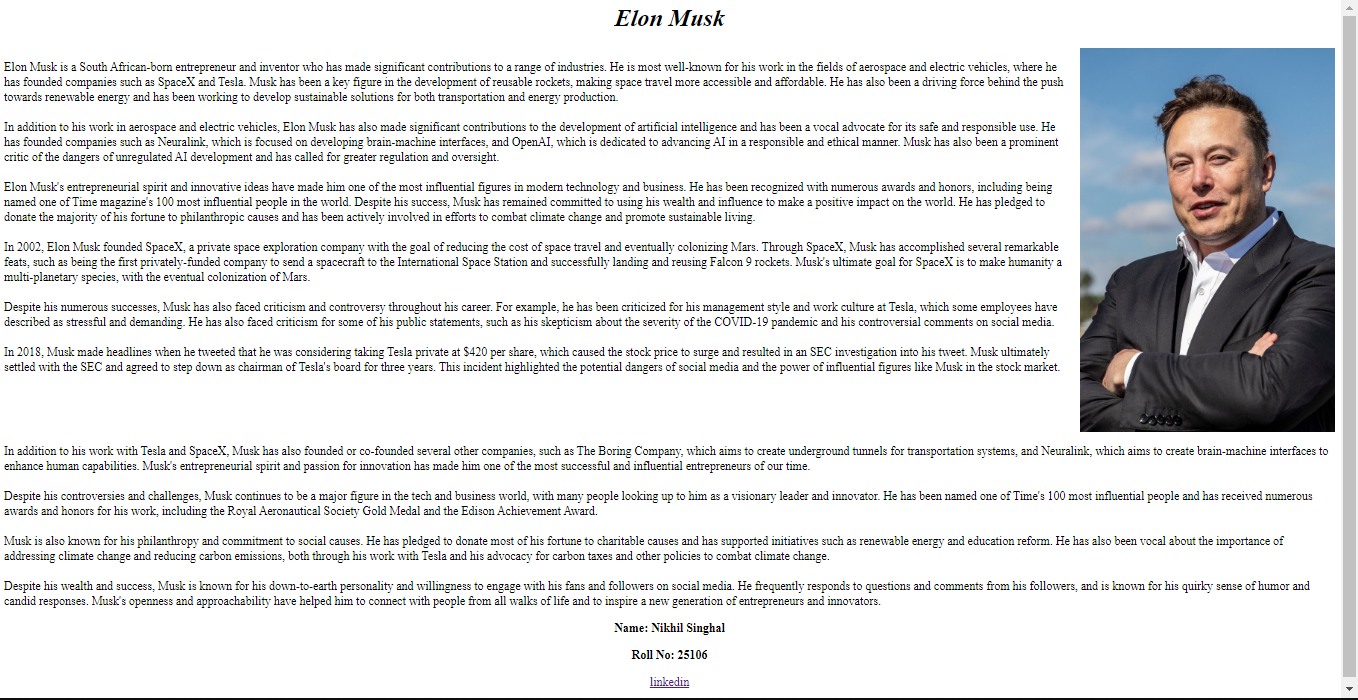 Elon Musk
Elon Musk is a South African-born entrepreneur and inventor who has made significant contributions to a range of industries. He is most well-known for his work in the fields of aerospace and electric vehicles, where he
has founded companies such as SpaceX and Tesla. Musk has been a key figure in the development of reusable rockets, making space travel more accessible and affordable. He has also been a driving force behind the push
towards renewable energy and has been working to develop sustainable solutions for both transportation and energy production.
In addition to his work in aerospace and electric vehicles, Elon Musk has also made significant contributions to the development of artificial intelligence and has been a vocal advocate for its safe and responsible use. He
has founded companies such as Neuralink, which is focused on developing brain-machine interfaces, and OpenAI, which is dedicated to advancing AI in a responsible and ethical manner. Musk has also been a prominent
critic of the dangers of unregulated AI development and has called for greater regulation and oversight.
Elon Musk's entrepreneurial spirit and innovative ideas have made him one of the most influential figures in modern technology and business. He has been recognized with numerous awards and honors, including being
named one of Time magazine's 100 most influential people in the world. Despite his success, Musk has remained committed to using his wealth and influence to make a positive impact on the world. He has pledged to
donate the majority of his fortune to philanthropic causes and has been actively involved in efforts to combat climate change and promote sustainable living.
In 2002, Elon Musk founded SpaceX, a private space exploration company with the goal of reducing the cost of space travel and eventually colonizing Mars. Through SpaceX, Musk has accomplished several remarkable
feats, such as being the first privately-funded company to send a spacecraft to the International Space Station and successfully landing and reusing Falcon 9 rockets. Musk's ultimate goal for SpaceX is to make humanity a
multi-planetary species, with the eventual colonization of Mars.
Despite his numerous successes, Musk has also faced criticism and controversy throughout his career. For example, he has been criticized for his management style and work culture at Tesla, which some employees have
described as stressful and demanding. He has also faced criticism for some of his public statements, such as his skepticism about the severity of the COVID-19 pandemic and his controversial comments on social media.
In 2018, Musk made headlines when he tweeted that he was considering taking Tesla private at $420 per share, which caused the stock price to surge and resulted in an SEC investigation into his tweet. Musk ultimately
settled with the SEC and agreed to step down as chairman of Tesla's board for three years. This incident highlighted the potential dangers of social media and the power of influential figures like Musk in the stock market.
In addition to his work with Tesla and SpaceX, Musk has also founded or co-founded several other companies, such as The Boring Company, which aims to create underground tunnels for transportation systems, and Neuralink, which aims to create brain-machine interfaces to
enhance human capabilities. Musk's entrepreneurial spirit and passion for innovation has made him one of the most successful and influential entrepreneurs of our time.
Despite his controversies and challenges, Musk continues to be a major figure in the tech and business world, with many people looking up to him as a visionary leader and innovator. He has been named one of Time's 100 most influential people and has received numerous
awards and honors for his work, including the Royal Aeronautical Society Gold Medal and the Edison Achievement Award.
Musk is also known for his philanthropy and commitment to social causes. He has pledged to donate most of his fortune to charitable causes and has supported initiatives such as renewable energy and education reform. He has also been vocal about the importance of
addressing climate change and reducing carbon emissions, both through his work with Tesla and his advocacy for carbon taxes and other policies to combat climate change.
Despite his wealth and success, Musk is known for his down-to-earth personality and willingness to engage with his fans and followers on social media. He frequently responds to questions and comments from his followers, and is known for his quirky sense of humor and
candid responses. Musk's openness and approachability have helped him to connect with people from all walks of life and to inspire a new generation of entrepreneurs and innovators.
Name: Nikhil Singhal
Roll No: 25106
linkedin